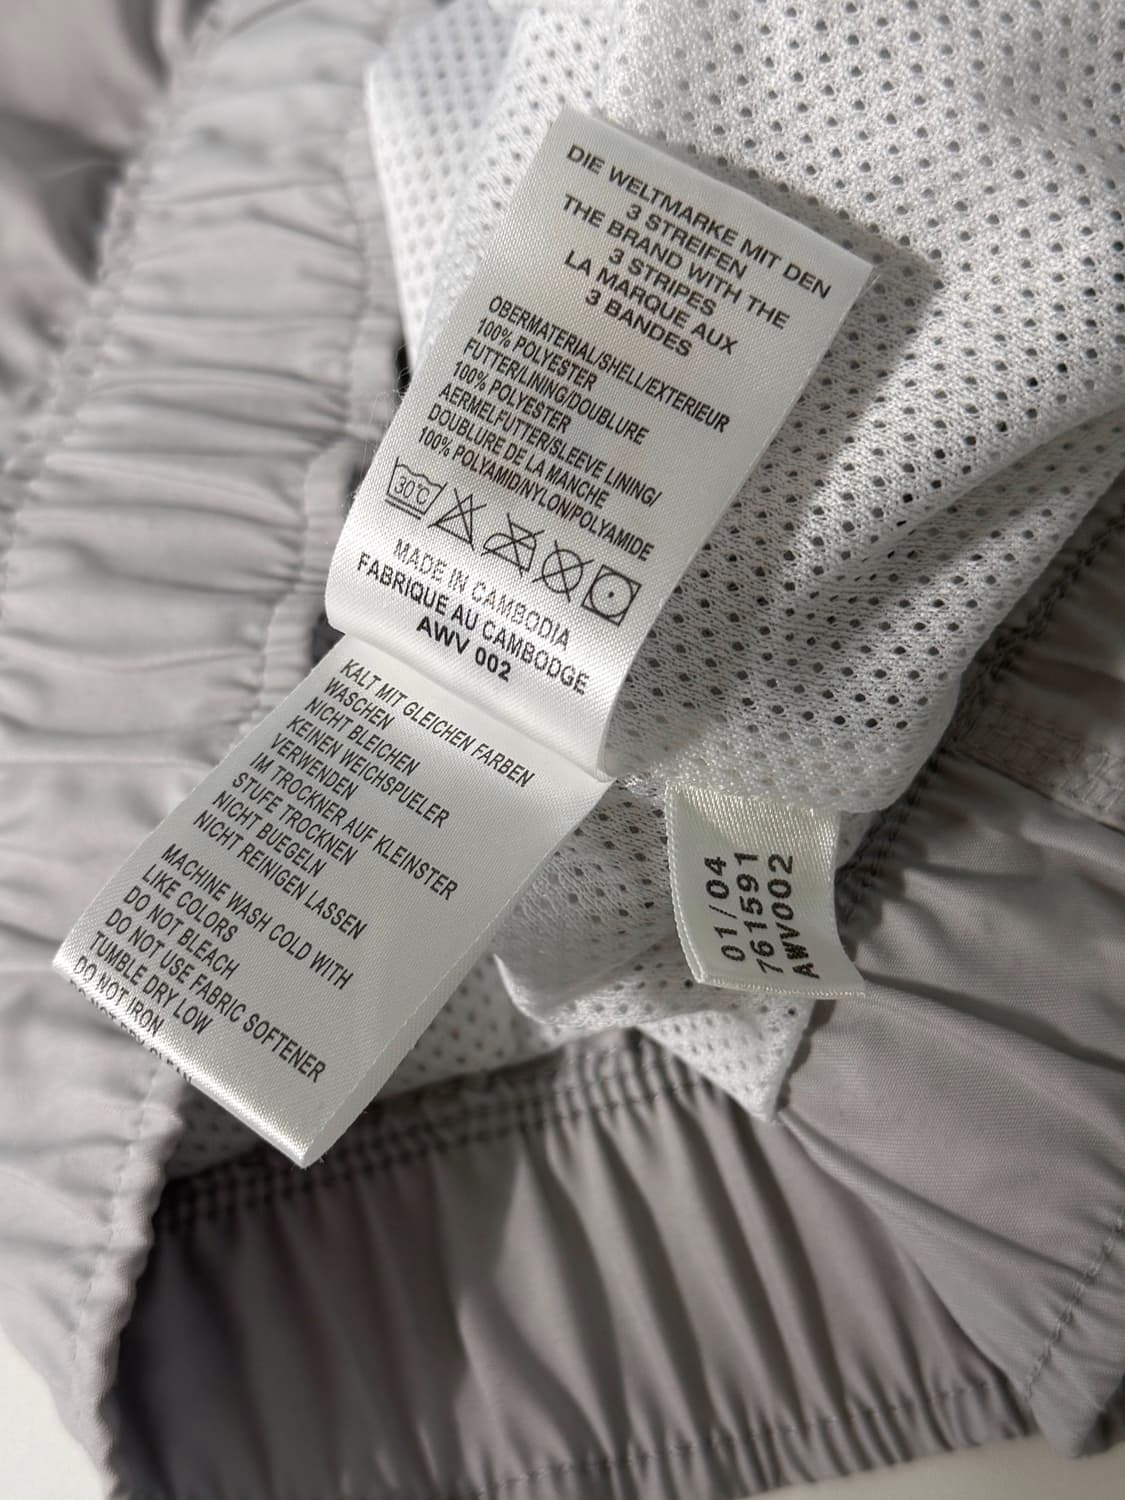 DIE WELTMARKE MIT DEN
3 STREIFEN
THE BRAND WITH THE
3 STRIPES
LA MARQUE AUX
3 BANDES
OBERMATERIAL/SHELL/EXTERIEUR
100% POLYESTER
FUTTER/LINING/DOUBLURE
100% POLYESTER
AERMELFUTTER/SLEEVE LINING/
DOUBLURE DE LA MANCHE
100% POLYAMID/NYLON/POLYAMIDE
30°C
MADE IN CAMBODIA
FABRIQUE AU CAMBODGE
AWV 002
KALT MIT GLEICHEN FARBEN
WASCHEN
NICHT BLEICHEN
KEINEN WEICHSPUELER
VERWENDEN
IM TROCKNER AUF KLEINSTER
STUFE TROCKNEN
NICHT BUEGELN
NICHT REINIGEN LASSEN
MACHINE WASH COLD WITH
LIKE COLORS
DO NOT BLEACH
DO NOT USE FABRIC SOFTENER
TUMBLE DRY LOW
DO NOT IRON
01/04
761591
AWV002